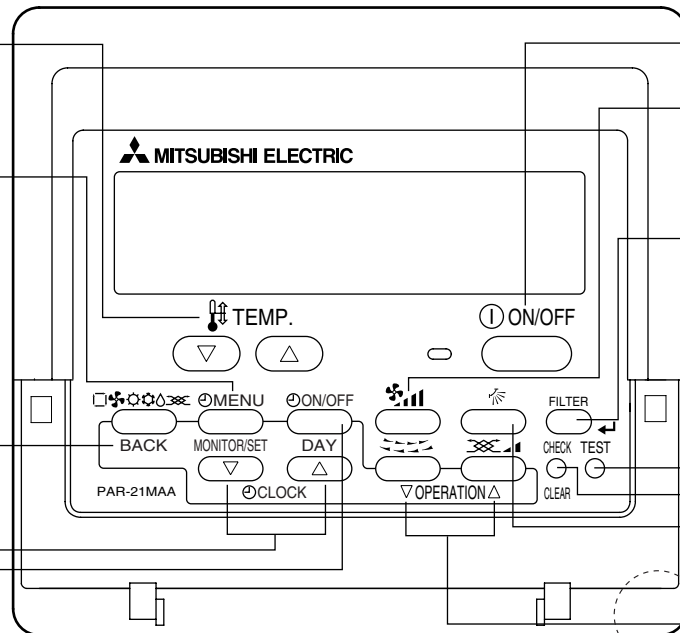 MITSUBISHI ELECTRIC
TEMP.
ON/OFF
MENU
ON/OFF
FILTER
BACK
MONITOR/SET
DAY
CHECK
TEST
PAR-21MAA
CLOCK
OPERATION
CLEAR